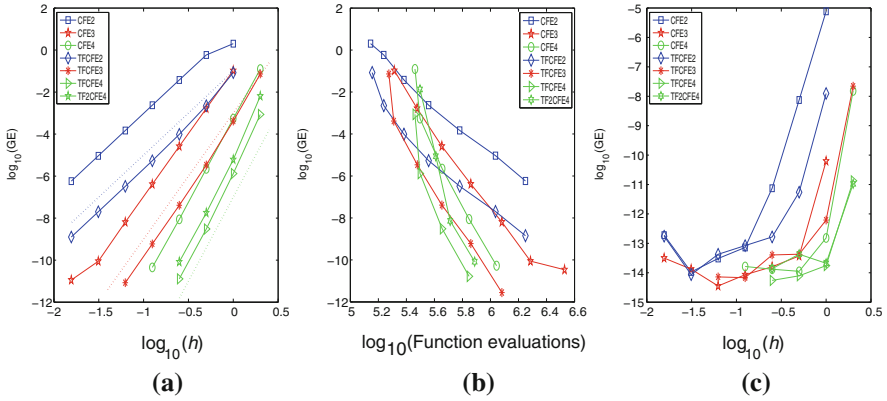 2
0
−2
−4
−6
−8
−10
−12
−2
−1.5
−1
−0.5
0
0.5
log10(GE)
log10(h)
CFE2
CFE3
CFE4
TFCFE2
TFCFE3
TFCFE4
TF2CFE4
(a)
2
0
−2
−4
−6
−8
−10
−12
5
5.2
5.4
5.6
5.8
6
6.2
6.4
6.6
log10(GE)
log10(Function evaluations)
CFE2
CFE3
CFE4
TFCFE2
TFCFE3
TFCFE4
TF2CFE4
(b)
−5
−6
−7
−8
−9
−10
−11
−12
−13
−14
−15
−2
−1.5
−1
−0.5
0
0.5
log10(GE)
log10(h)
CFE2
CFE3
CFE4
TFCFE2
TFCFE3
TFCFE4
TF2CFE4
(c)